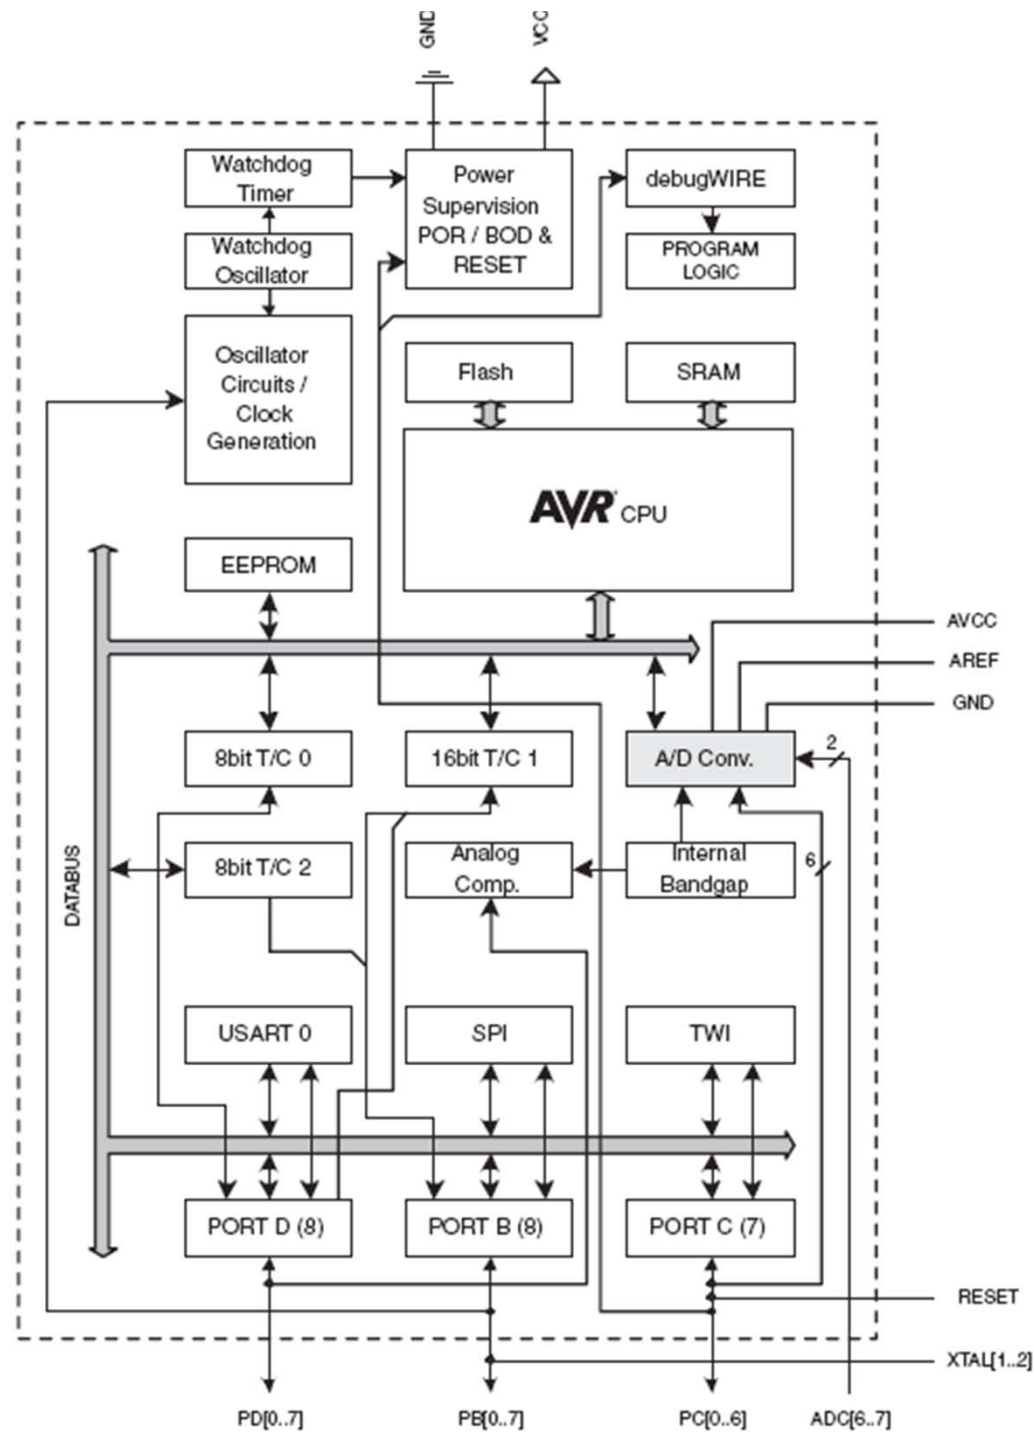 GND
VCC
Watchdog
Timer
Power
Supervision
POR / BOD &
RESET
debugWIRE
Watchdog
Oscillator
PROGRAM
LOGIC
Oscillator
Circuits /
Clock
Generation
Flash
SRAM
AVR CPU
EEPROM
AVCC
AREF
GND
8bit T/C 0
16bit T/C 1
A/D Conv.
2
DATABUS
8bit T/C 2
Analog
Comp.
Internal
Bandgap
6
USART 0
SPI
TWI
PORT D (8)
PORT B (8)
PORT C (7)
RESET
XTAL[1..2]
PD[0..7]
PB[0..7]
PC[0..6]
ADC[6..7]